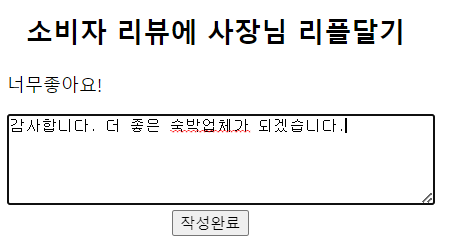 소비자 리뷰에 사장님 리플달기
너무좋아요!
감사합니다. 더 좋은 숙박업체가 되겠습니다.
작성완료